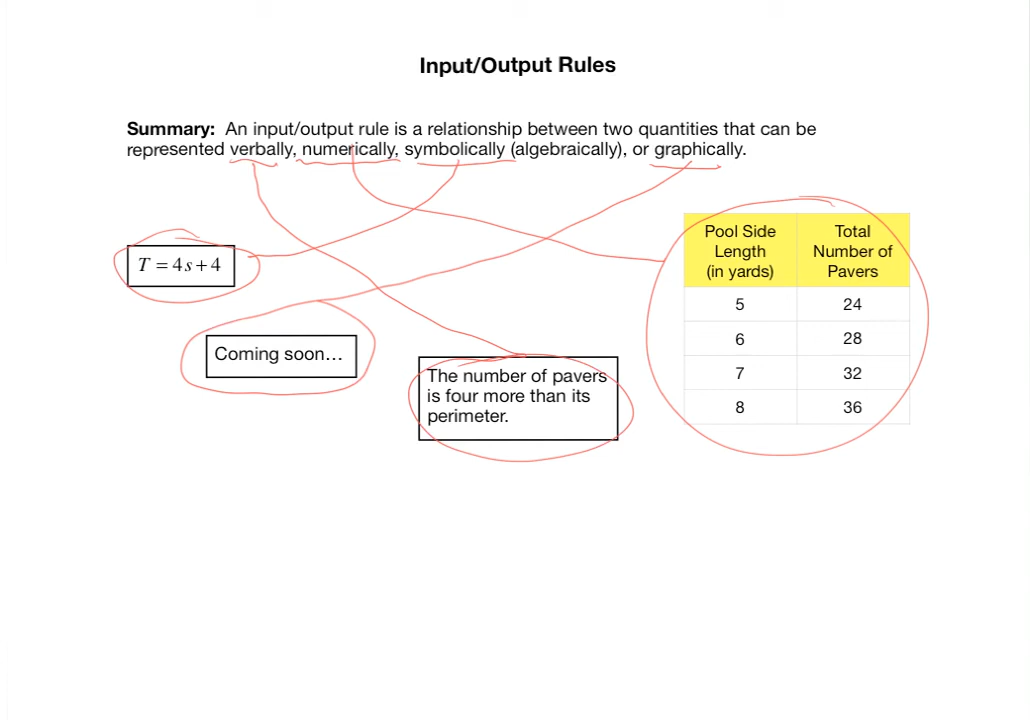 Input/Output Rules
Summary: An input/output rule is a relationship between two quantities that can be
represented verbally, numerically, symbolically (algebraically), or graphically.
T = 4s + 4
Coming soon...
The number of pavers
is four more than its
perimeter.
Pool Side Length (in yards) Total Number of Pavers
5 24
6 28
7 32
8 36